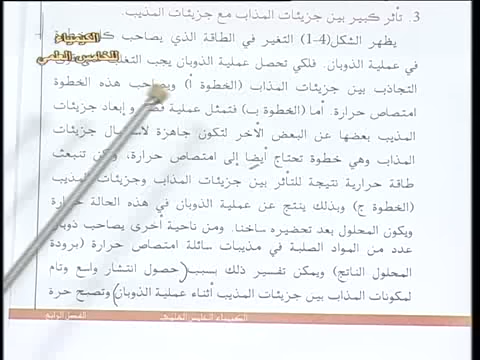 3. تأثر كبير بين جزيئات المذاب مع جزيئات المذيب.
الكيمياء
للخامس العلمي
يظهر الشكل(4-1) التغير في الطاقة الذي يصاحب
في عملية الذوبان. فلكي تحصل عملية الذوبان يجب
التجاذب بين جزيئات المذاب (الخطوة أ) ويصاحب هذه الخطوة
امتصاص حرارة. أما (الخطوة ب) فتمثل عملية و إبعاد جزيئات
المذيب بعضها عن البعض الأخر لتكون جاهزة جزيئات
المذاب وهي خطوة تحتاج أيضا إلى امتصاص حرارة، تنبعث
طاقة حرارية نتيجة للتأثر بين جزيئات المذاب وجزيئات المذيب
(الخطوة ج) وبذلك ينتج عن عملية الذوبان في هذه الحالة حرارة
ويكون المحلول بعد تحضيره ساخنا. ومن ناحية أخرى يصاحب ذوبان
عدد من المواد الصلبة في مذيبات سائلة امتصاص حرارة (برودة
المحلول الناتج) ويمكن تفسير ذلك بسبب(حصول انتشار واسع وتام
لمكونات المذاب بين جزيئات المذيب أثناء عملية الذوبان)وتصبح حرة
الفصل الرابع